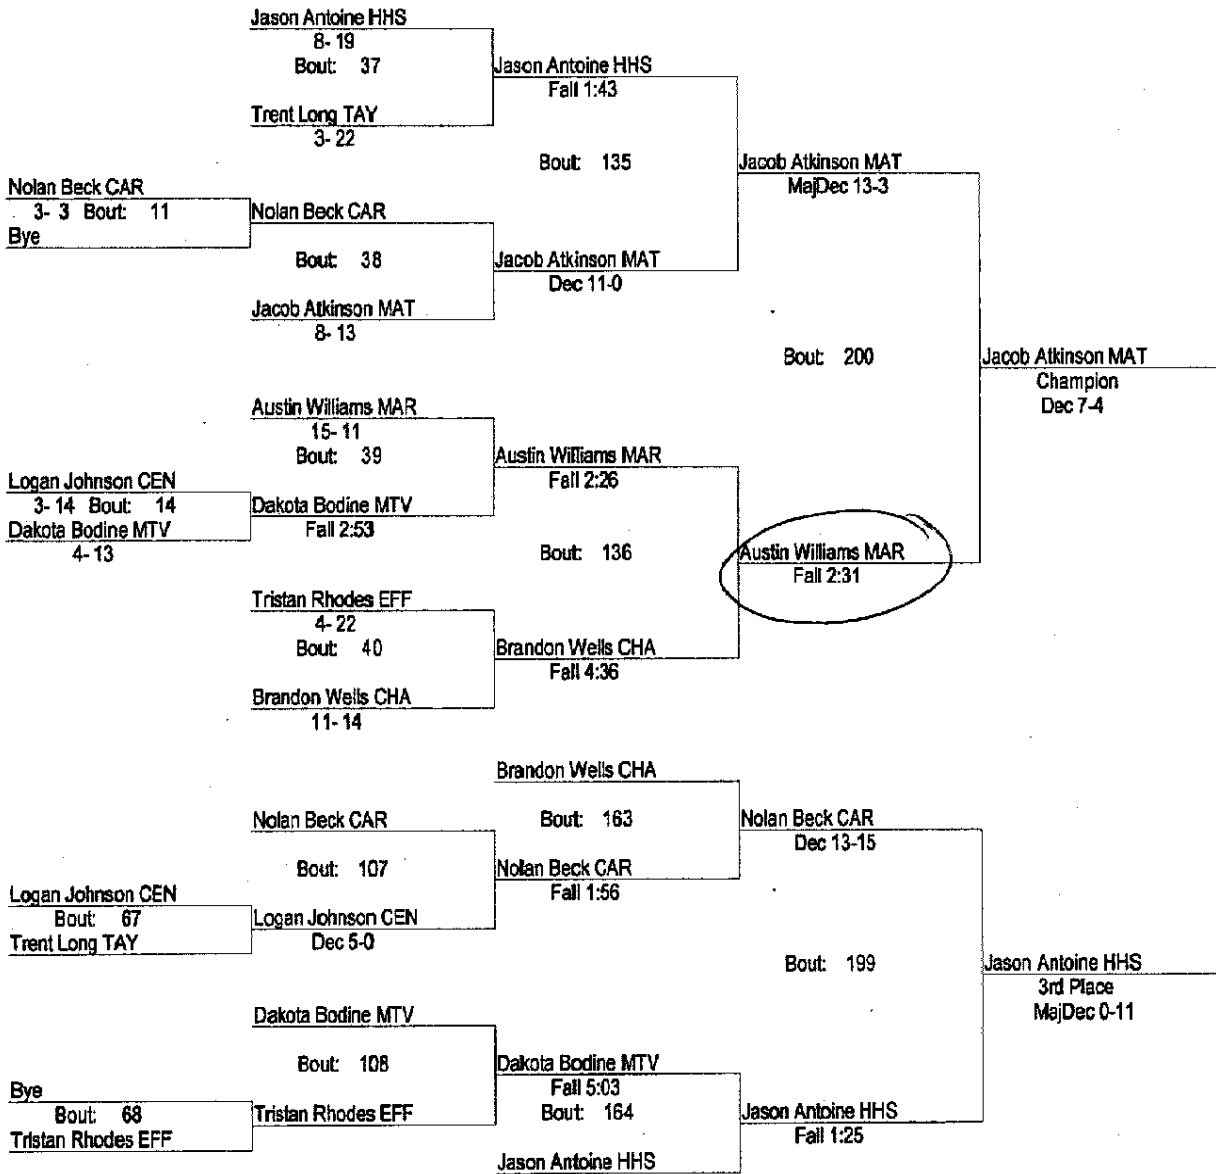 Jason Antoine HHS
8- 19
Bout: 37
Jason Antoine HHS
Fall 1:43
Trent Long TAY
3- 22
Bout: 135
Jacob Atkinson MAT
MajDec 13-3
Nolan Beck CAR
3- 3 Bout: 11
Bye
Nolan Beck CAR
Bout: 38
Jacob Atkinson MAT
Dec 11-0
Jacob Atkinson MAT
8- 13
Bout: 200
Jacob Atkinson MAT
Champion
Dec 7-4
Austin Williams MAR
15- 11
Bout: 39
Austin Williams MAR
Fall 2:26
Logan Johnson CEN
3- 14 Bout: 14
Dakota Bodine MTV
4- 13
Dakota Bodine MTV
Fall 2:53
Bout: 136
Austin Williams MAR
Fall 2:31
Tristan Rhodes EFF
4- 22
Bout: 40
Brandon Wells CHA
Fall 4:36
Brandon Wells CHA
11- 14
Brandon Wells CHA
Nolan Beck CAR
Bout: 163
Nolan Beck CAR
Dec 13-15
Bout: 107
Nolan Beck CAR
Fall 1:56
Logan Johnson CEN
Bout: 67
Trent Long TAY
Logan Johnson CEN
Dec 5-0
Bout: 199
Jason Antoine HHS
3rd Place
MajDec 0-11
Dakota Bodine MTV
Bout: 108
Dakota Bodine MTV
Fall 5:03
Bye
Bout: 68
Tristan Rhodes EFF
Tristan Rhodes EFF
Bout: 164
Jason Antoine HHS
Fall 1:25
Jason Antoine HHS